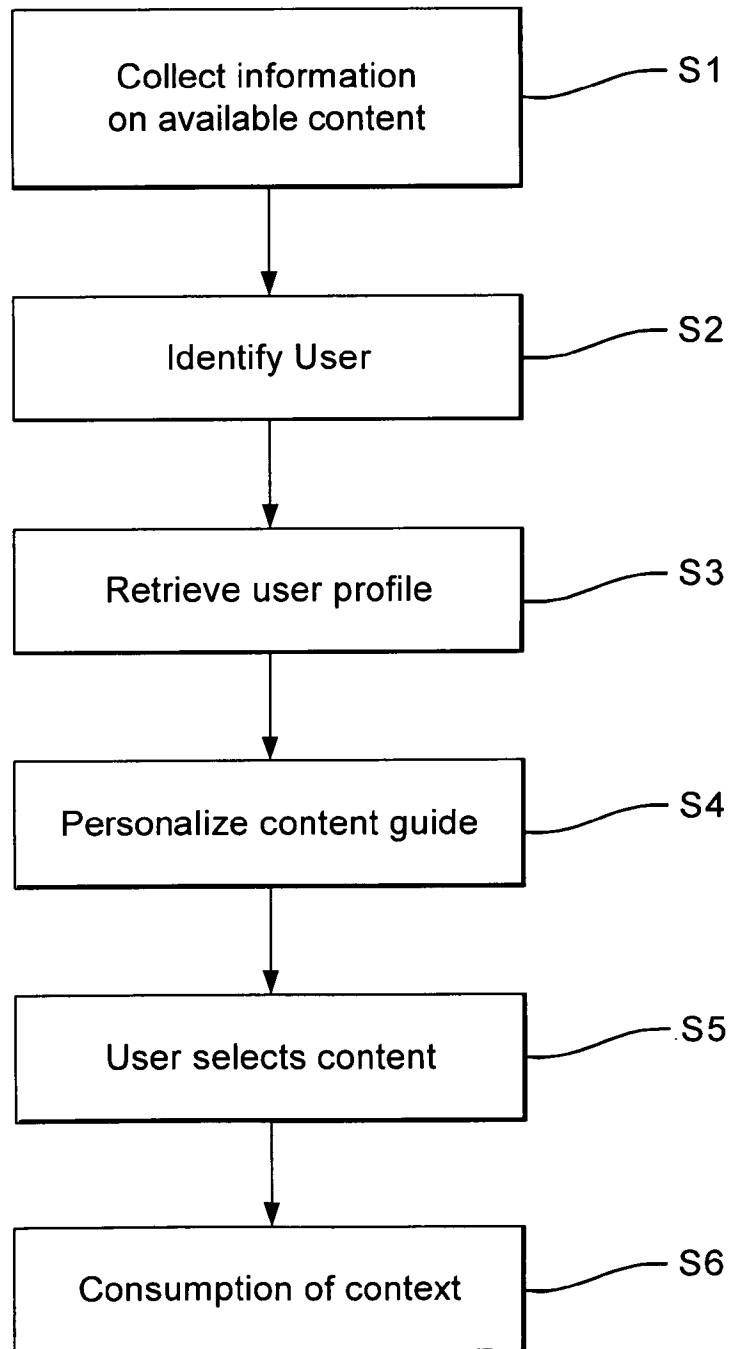 Collect information
on available content
S1
Identify User
S2
Retrieve user profile
S3
Personalize content guide
S4
User selects content
S5
Consumption of context
S6